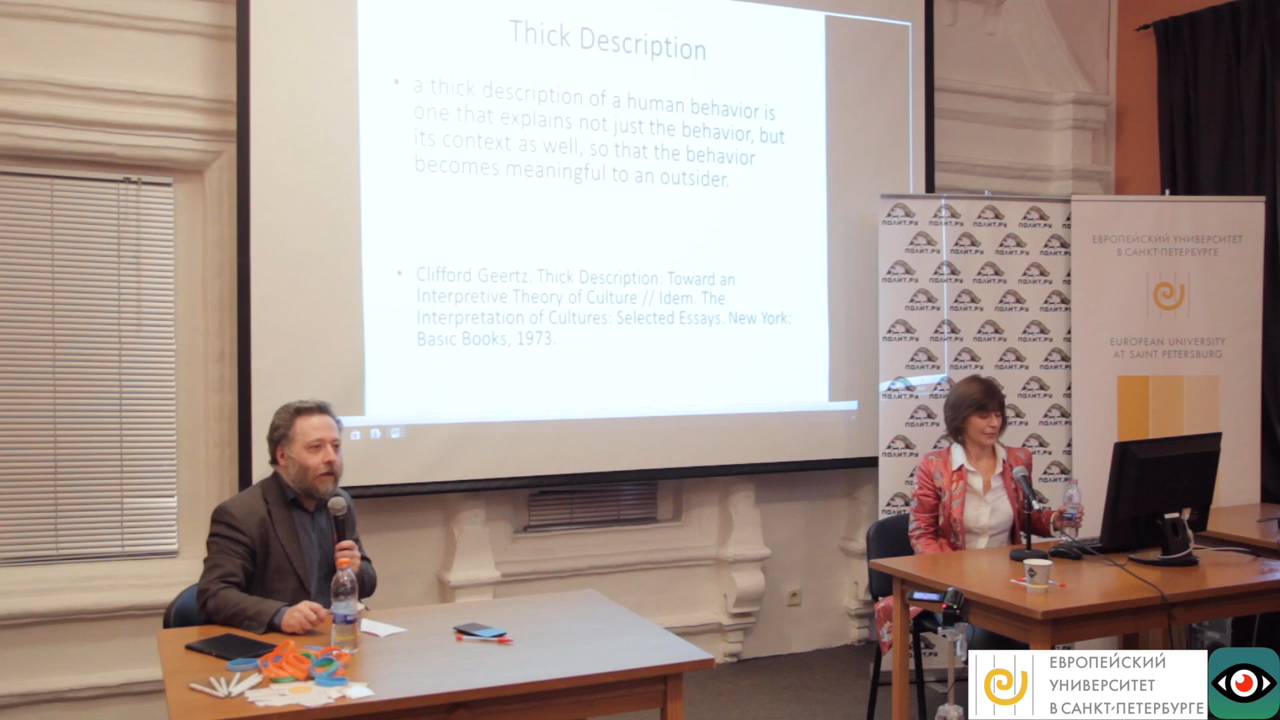 Thick Description
• a thick description of a human behavior is
one that explains not just the behavior, but
its context as well, so that the behavior
becomes meaningful to an outsider.
• Clifford Geertz. Thick Description: Toward an
Interpretive Theory of Culture // Idem. The
Interpretation of Cultures: Selected Essays. New York:
Basic Books, 1973.
ПОЛИТ.РУ
ЕВРОПЕЙСКИЙ УНИВЕРСИТЕТ
В САНКТ-ПЕТЕРБУРГЕ
EUROPEAN UNIVERSITY
AT SAINT PETERSBURG
ЕВРОПЕЙСКИЙ
УНИВЕРСИТЕТ
В САНКТ-ПЕТЕРБУРГЕ